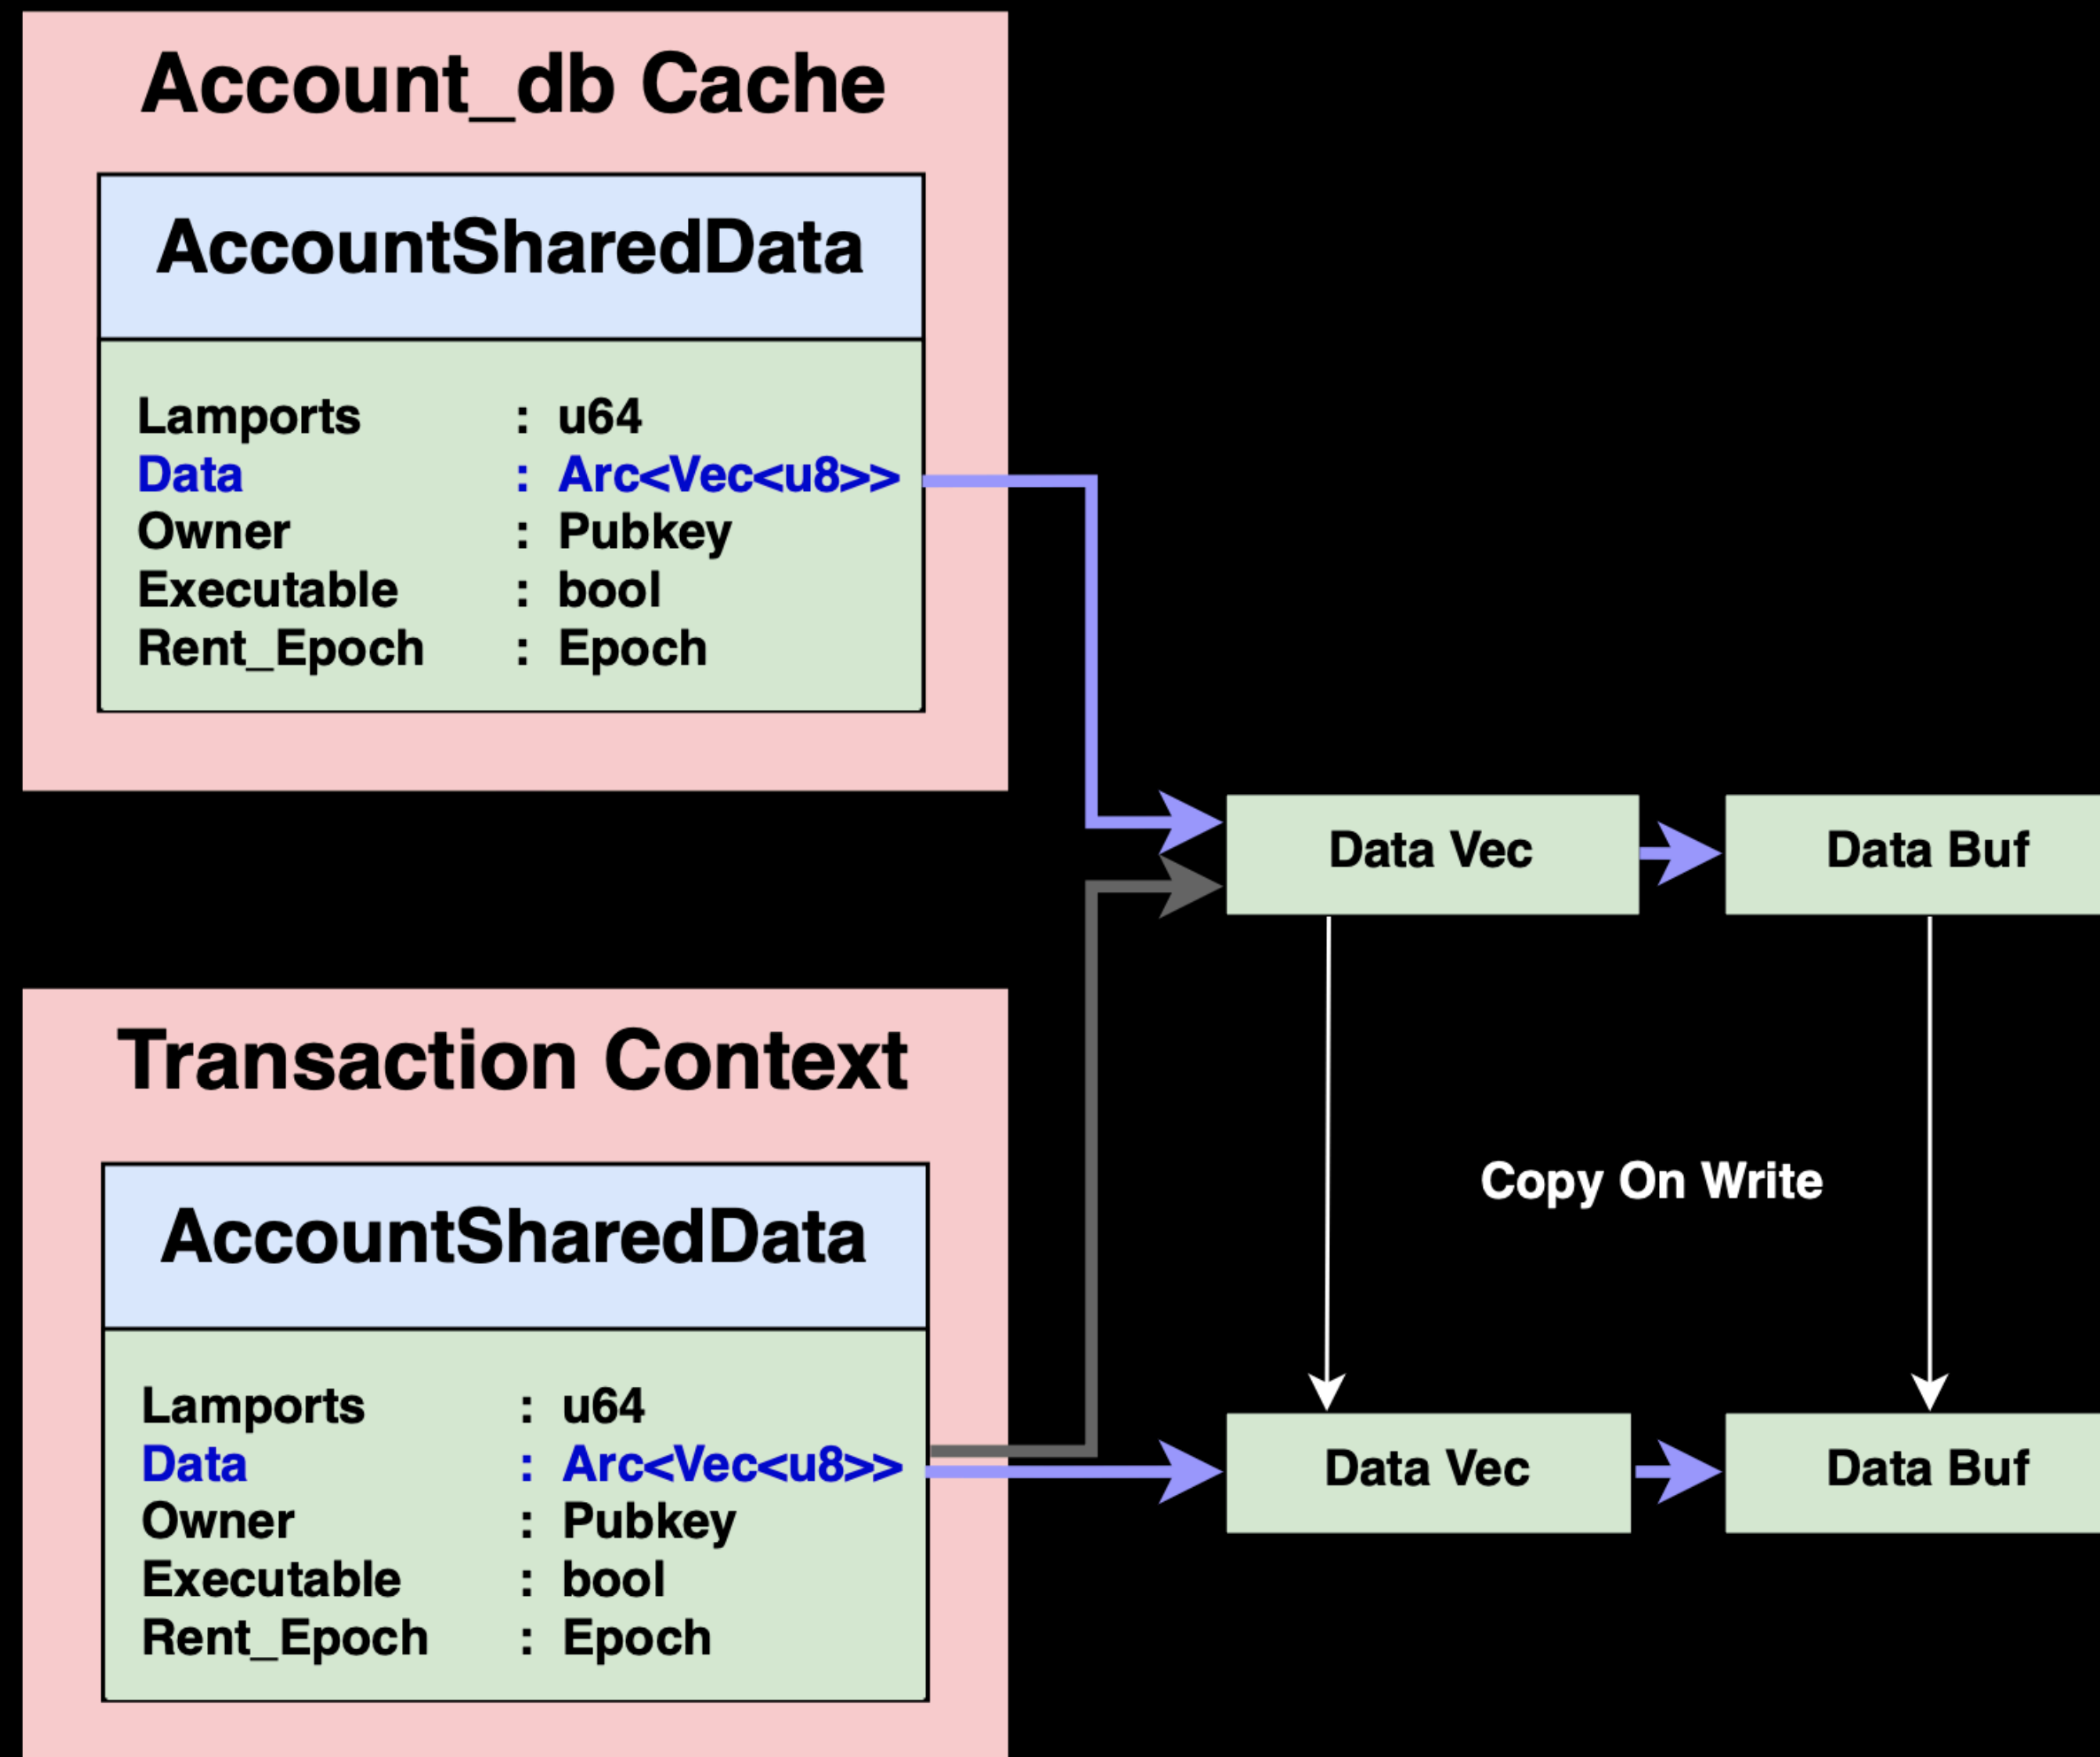 Account_db Cache
AccountSharedData
Lamports : u64
Data : Arc<Vec<u8>>
Owner : Pubkey
Executable : bool
Rent_Epoch : Epoch
Data Vec
Data Buf
Copy On Write
Transaction Context
AccountSharedData
Lamports : u64
Data : Arc<Vec<u8>>
Owner : Pubkey
Executable : bool
Rent_Epoch : Epoch
Data Vec
Data Buf